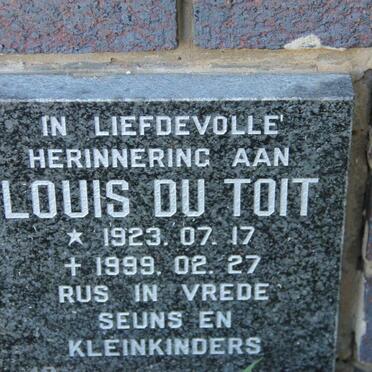 IN LIEFDEVOLLE
HERINNERING AAN
LOUIS DU TOIT
★ 1923. 07. 17
✝ 1999. 02. 27
RUS IN VREDE
SEUNS EN
KLEINKINDERS